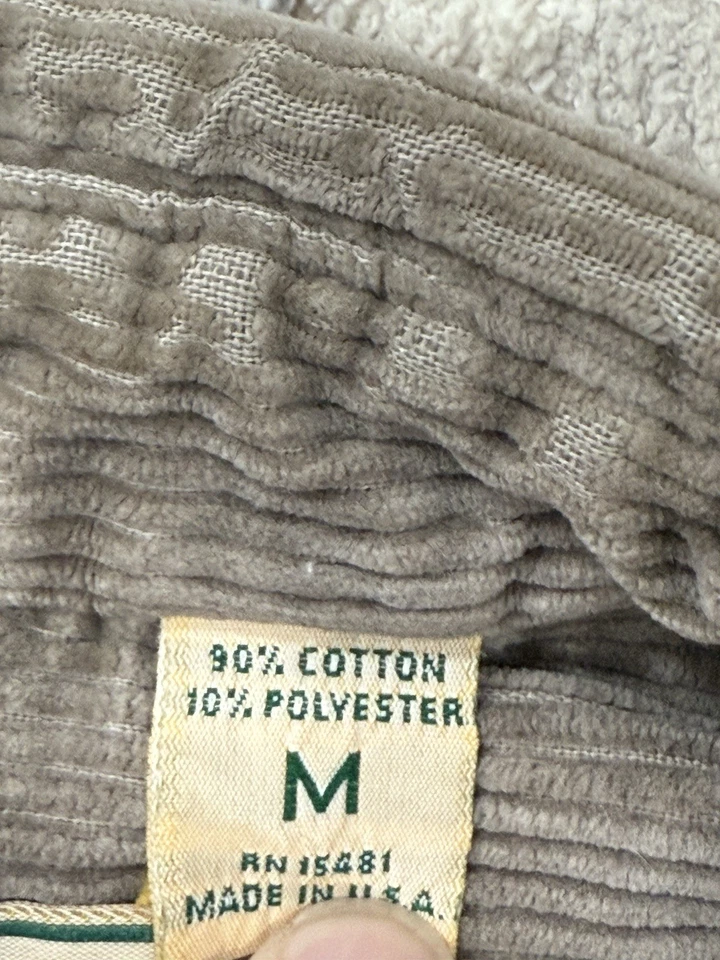 90% COTTON
10% POLYESTER
M
RN 15481
MADE IN U.S.A.